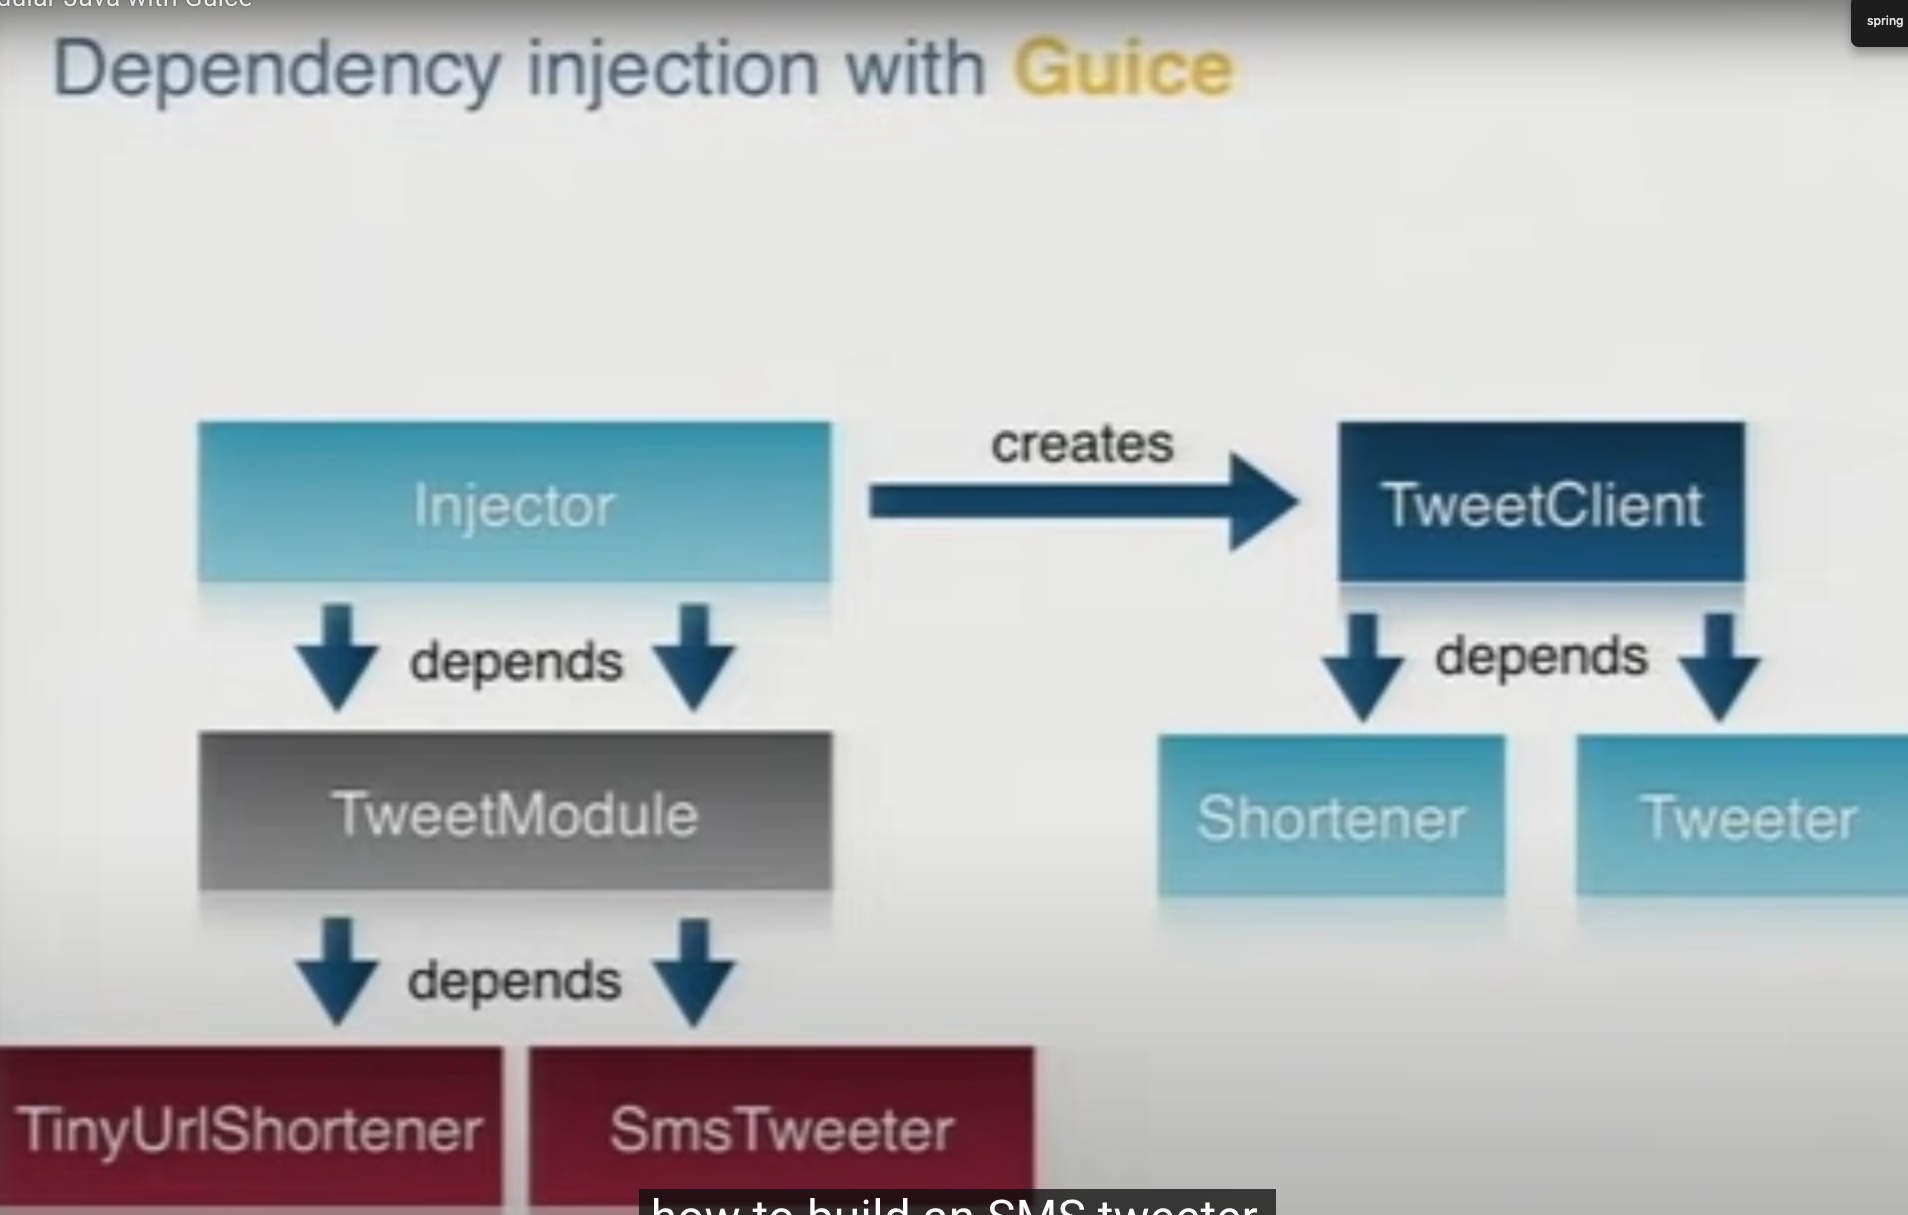 Java with Guice
spring
Dependency injection with Guice
creates
Injector
TweetClient
depends
depends
TweetModule
Shortener
Tweeter
depends
TinyUrlShortener
SmsTweeter
how to build an SMS tweeter